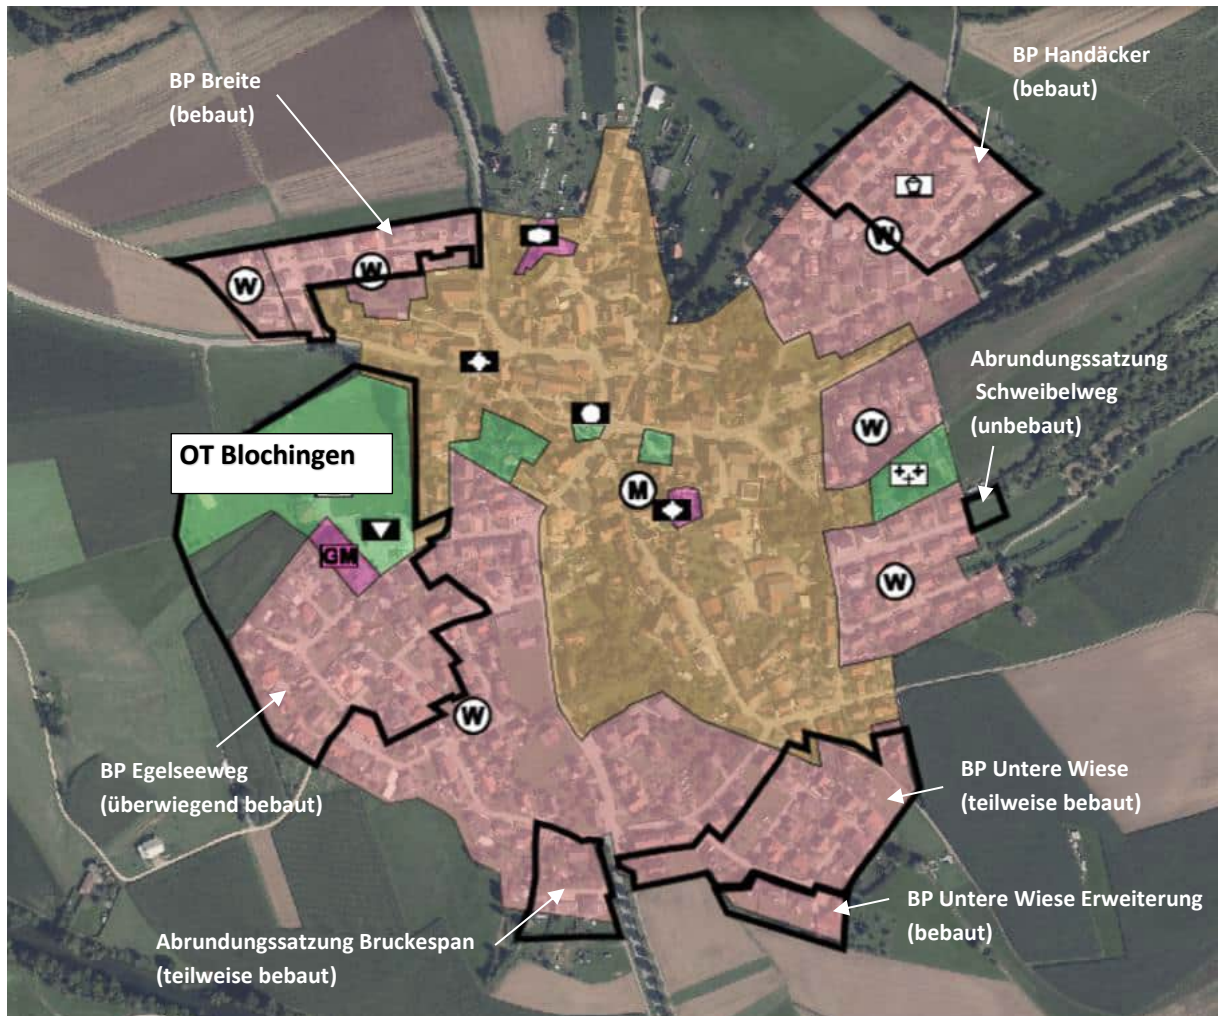 BP Breite
(bebaut)
BP Handäcker
(bebaut)
W
W
W
Abrundungssatzung
Schweibelweg
(unbebaut)
W
OT Blochingen
M
GM
W
W
BP Egelseeweg
(überwiegend bebaut)
BP Untere Wiese
(teilweise bebaut)
BP Untere Wiese Erweiterung
(bebaut)
Abrundungssatzung Bruckespan
(teilweise bebaut)